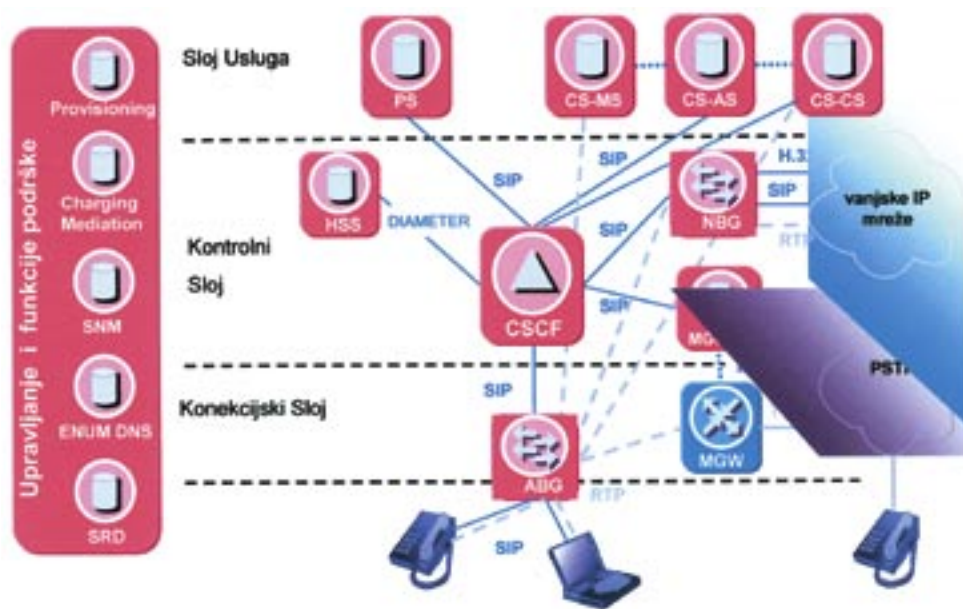 Upravljanje i funkcije podrške
Provisioning
Charging
Mediation
SNM
ENUM DNS
SRD
Sloj Usluga
PS
CS-MS
CS-AS
CS-CS
SIP
SIP
SIP
H.3
SIP
HSS
DIAMETER
NBG
RTP
vanjske IP
mreže
Kontrolni
Sloj
CSCF
SIP
SIP
Konekcijski Sloj
SIP
MGW
ABG
RTP
SIP